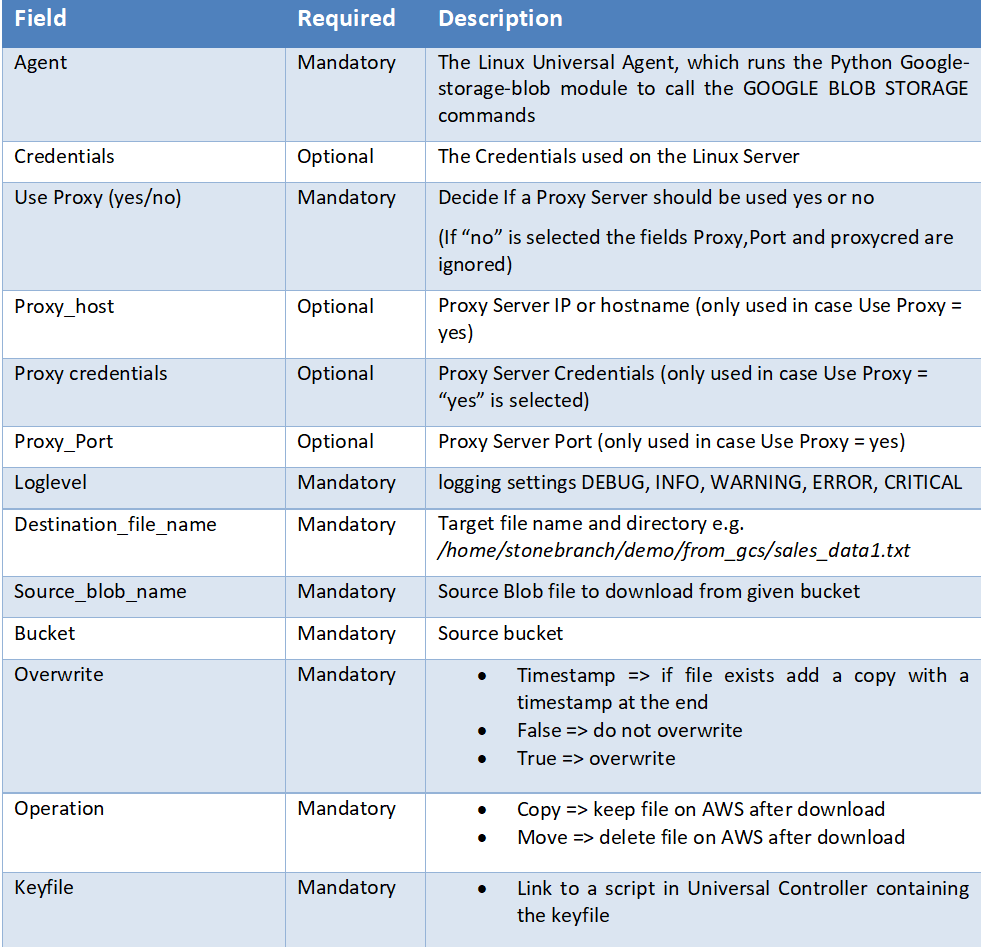 Field Required Description
Agent Mandatory The Linux Universal Agent, which runs the Python Google-
storage-blob module to call the GOOGLE BLOB STORAGE
commands
Credentials Optional The Credentials used on the Linux Server
Use Proxy (yes/no) Mandatory Decide If a Proxy Server should be used yes or no
(If “no” is selected the fields Proxy,Port and proxycred are
ignored)
Proxy_host Optional Proxy Server IP or hostname (only used in case Use Proxy =
yes)
Proxy credentials Optional Proxy Server Credentials (only used in case Use Proxy =
“yes” is selected)
Proxy_Port Optional Proxy Server Port (only used in case Use Proxy = yes)
Loglevel Mandatory logging settings DEBUG, INFO, WARNING, ERROR, CRITICAL
Destination_file_name Mandatory Target file name and directory e.g.
/home/stonebranch/demo/from_gcs/sales_data1.txt
Source_blob_name Mandatory Source Blob file to download from given bucket
Bucket Mandatory Source bucket
Overwrite Mandatory • Timestamp => if file exists add a copy with a
timestamp at the end
• False => do not overwrite
• True => overwrite
Operation Mandatory • Copy => keep file on AWS after download
• Move => delete file on AWS after download
Keyfile Mandatory • Link to a script in Universal Controller containing
the keyfile